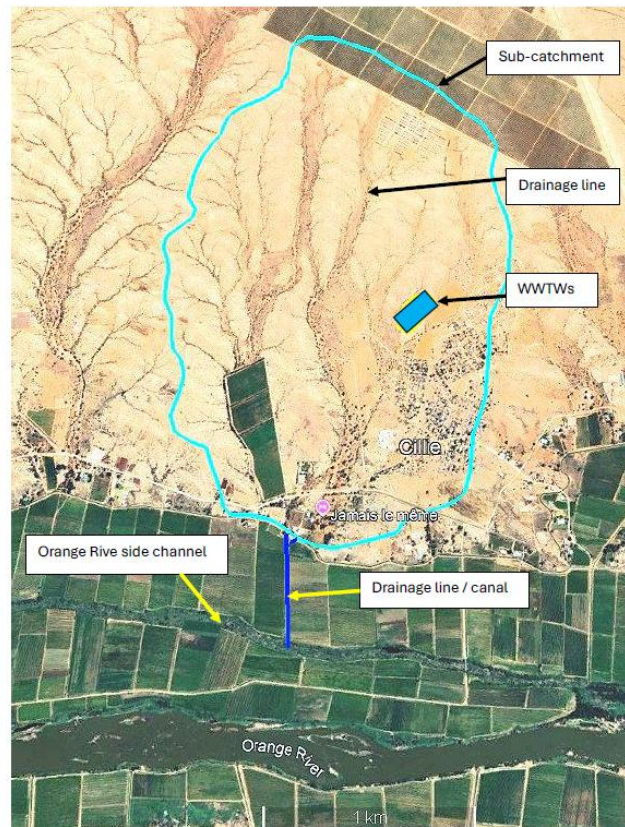 Sub-catchment
Drainage line
WWTWs
Cille
Jamais le même
Orange Rive side channel
Drainage line / canal
Orange River
1 km